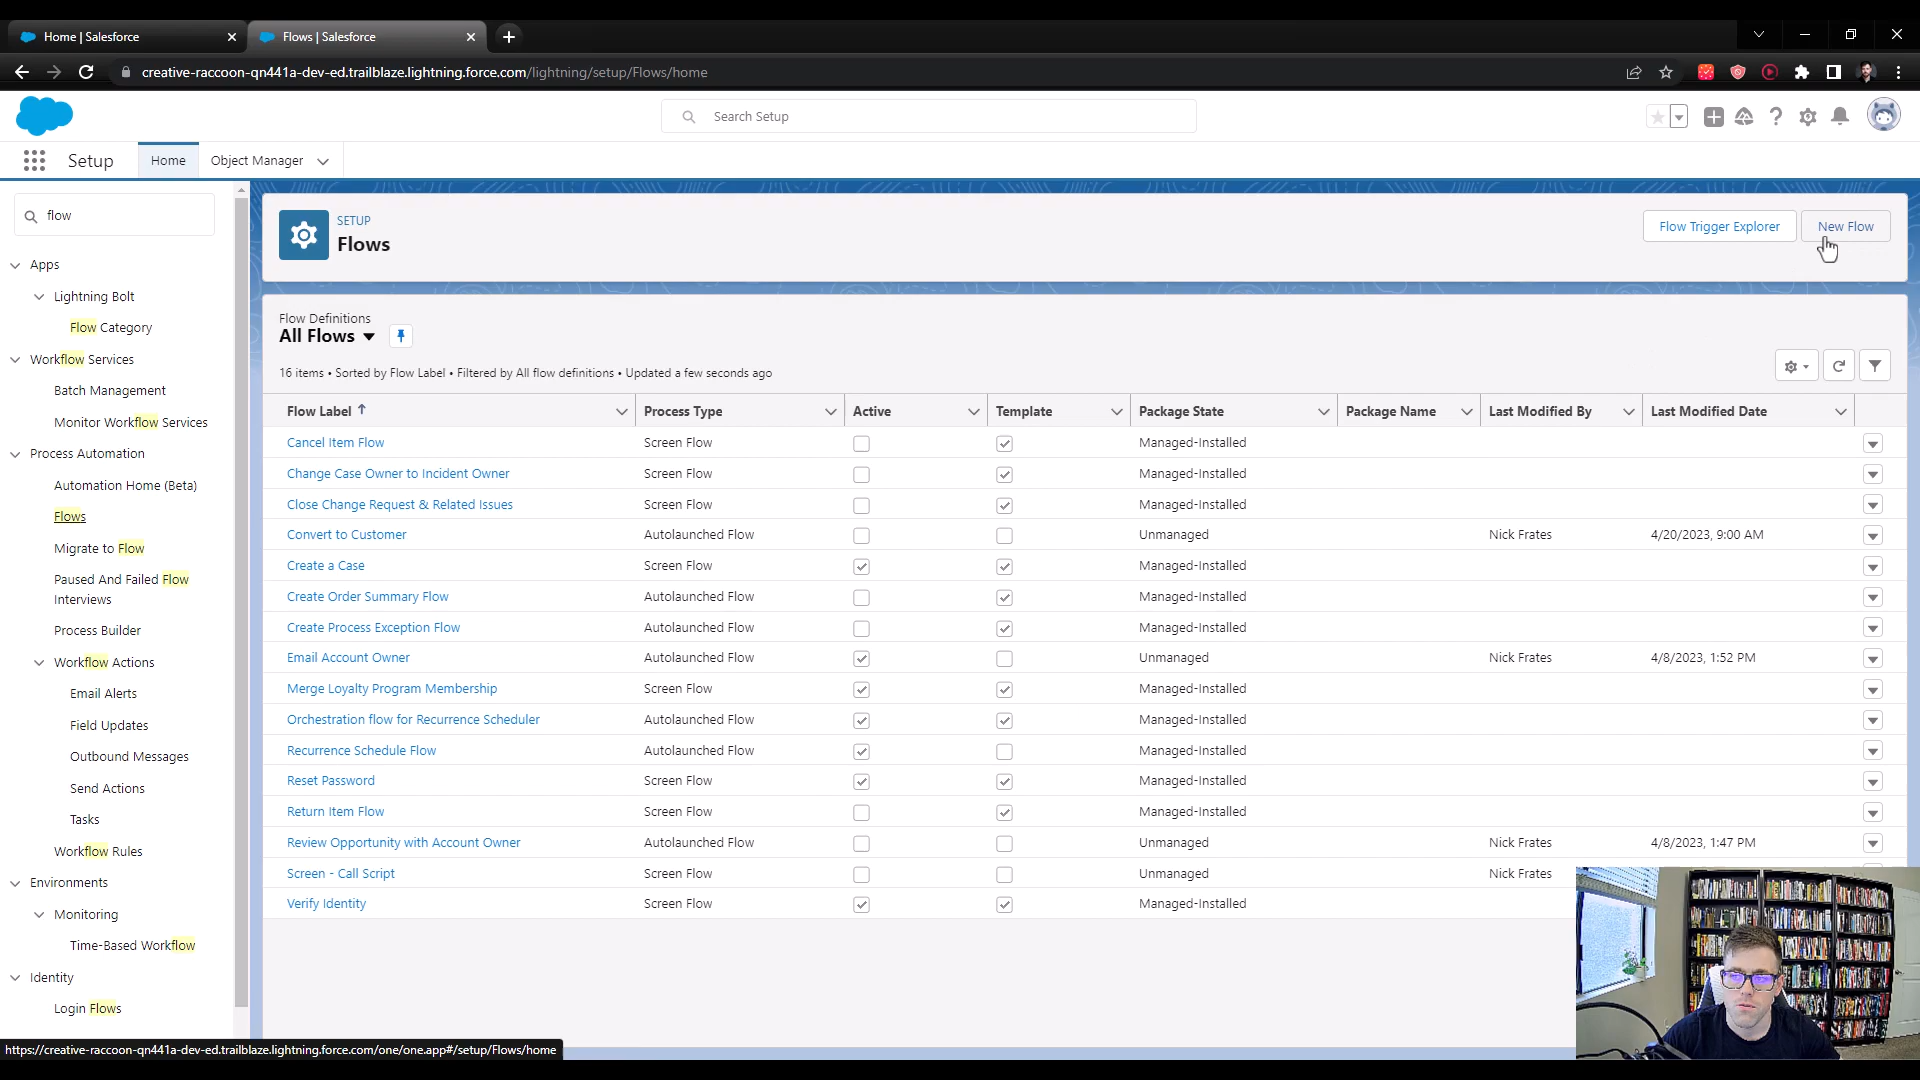 Home | Salesforce
Flows | Salesforce
creative-raccoon-qn441a-dev-ed.trailblaze.lightning.force.com/lightning/setup/Flows/home
Search Setup
Setup
Home
Object Manager
flow
Apps
Lightning Bolt
Flow Category
Workflow Services
Batch Management
Monitor Workflow Services
Process Automation
Automation Home (Beta)
Flows
Migrate to Flow
Paused And Failed Flow
Interviews
Process Builder
Workflow Actions
Email Alerts
Field Updates
Outbound Messages
Send Actions
Tasks
Workflow Rules
Environments
Monitoring
Time-Based Workflow
Identity
Login Flows
SETUP
Flows
Flow Trigger Explorer
New Flow
Flow Definitions
All Flows
16 items • Sorted by Flow Label • Filtered by All flow definitions • Updated a few seconds ago
Flow Label Process Type Active Template Package State Package Name Last Modified By Last Modified Date
Cancel Item Flow Screen Flow Managed-Installed
Change Case Owner to Incident Owner Screen Flow Managed-Installed
Close Change Request & Related Issues Screen Flow Managed-Installed
Convert to Customer Autolaunched Flow Unmanaged Nick Frates 4/20/2023, 9:00 AM
Create a Case Screen Flow Managed-Installed
Create Order Summary Flow Autolaunched Flow Managed-Installed
Create Process Exception Flow Autolaunched Flow Managed-Installed
Email Account Owner Autolaunched Flow Unmanaged Nick Frates 4/8/2023, 1:52 PM
Merge Loyalty Program Membership Screen Flow Managed-Installed
Orchestration flow for Recurrence Scheduler Autolaunched Flow Managed-Installed
Recurrence Schedule Flow Autolaunched Flow Managed-Installed
Reset Password Screen Flow Managed-Installed
Return Item Flow Screen Flow Managed-Installed
Review Opportunity with Account Owner Autolaunched Flow Unmanaged Nick Frates 4/8/2023, 1:47 PM
Screen - Call Script Screen Flow Unmanaged Nick Frates
Verify Identity Screen Flow Managed-Installed
https://creative-raccoon-qn441a-dev-ed.trailblaze.lightning.force.com/one/one.app#/setup/Flows/home